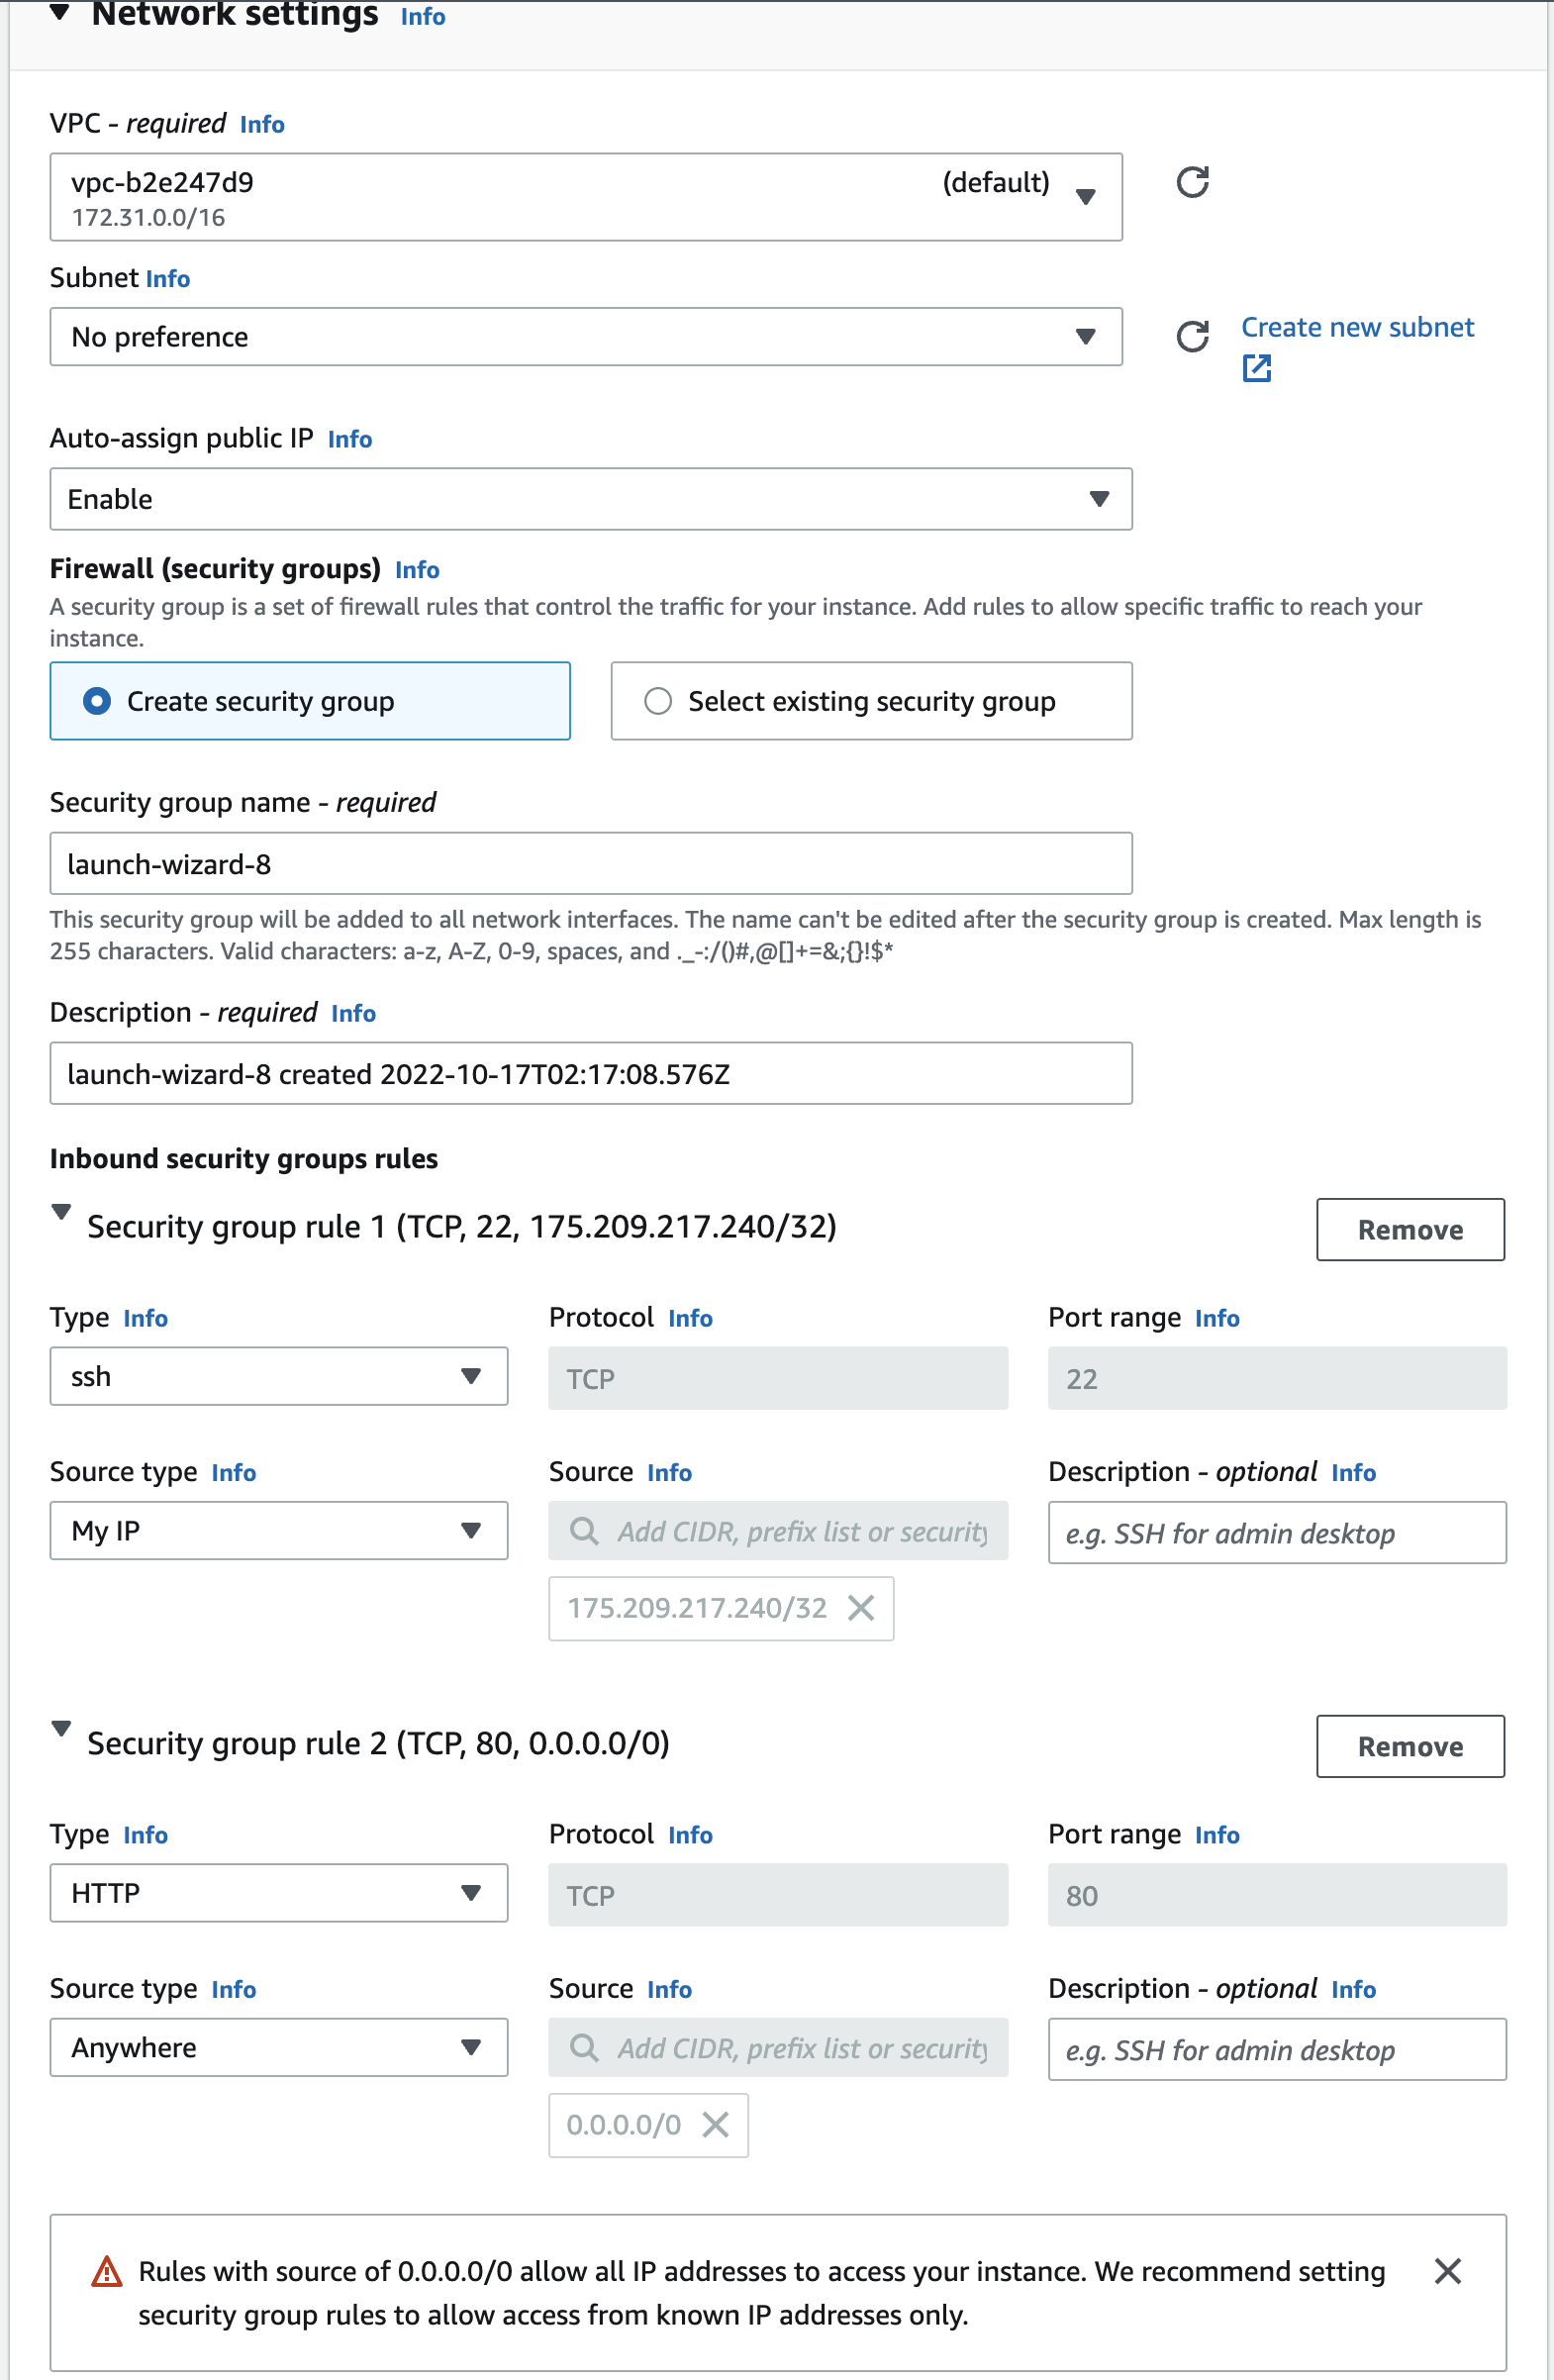 Network settings Info
VPC - required Info
vpc-b2e247d9 (default)
172.31.0.0/16
Subnet Info
No preference
Create new subnet
Auto-assign public IP Info
Enable
Firewall (security groups) Info
A security group is a set of firewall rules that control the traffic for your instance. Add rules to allow specific traffic to reach your
instance.
Create security group Select existing security group
Security group name - required
launch-wizard-8
This security group will be added to all network interfaces. The name can't be edited after the security group is created. Max length is
255 characters. Valid characters: a-z, A-Z, 0-9, spaces, and ._-:/()#,@[]+=&;{}!$*
Description - required Info
launch-wizard-8 created 2022-10-17T02:17:08.576Z
Inbound security groups rules
Security group rule 1 (TCP, 22, 175.209.217.240/32) Remove
Type Info Protocol Info Port range Info
ssh TCP 22
Source type Info Source Info Description - optional Info
My IP Add CIDR, prefix list or security e.g. SSH for admin desktop
175.209.217.240/32
Security group rule 2 (TCP, 80, 0.0.0.0/0) Remove
Type Info Protocol Info Port range Info
HTTP TCP 80
Source type Info Source Info Description - optional Info
Anywhere Add CIDR, prefix list or security e.g. SSH for admin desktop
0.0.0.0/0
Rules with source of 0.0.0.0/0 allow all IP addresses to access your instance. We recommend setting
security group rules to allow access from known IP addresses only.